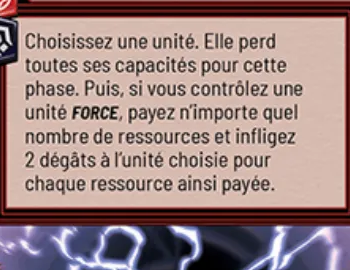 Choisissez une unité. Elle perd
toutes ses capacités pour cette
phase. Puis, si vous contrôlez une
unité FORCE, payez n'importe quel
nombre de ressources et infligez
2 dégâts à l'unité choisie pour
chaque ressource ainsi payée.